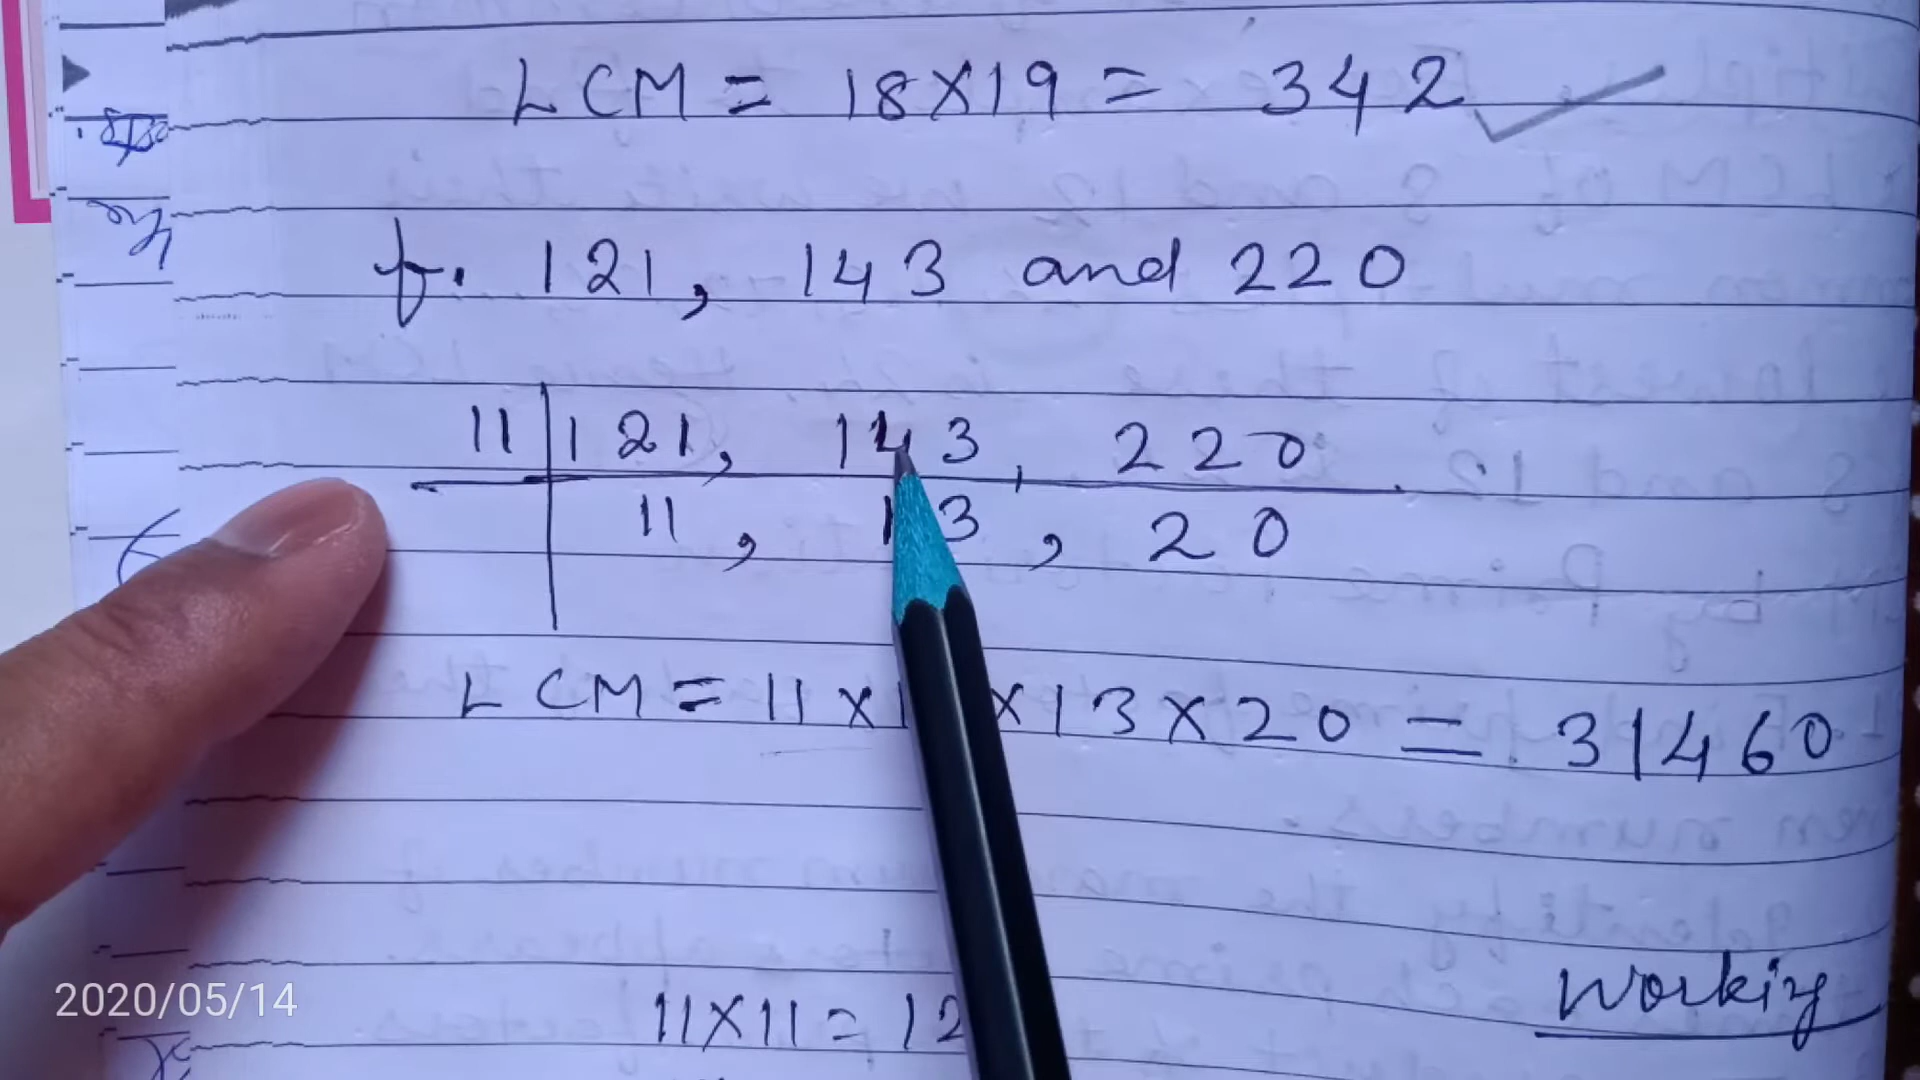 LCM = 18×19 = 342
f. 121, 143 and 220
11 121, 143, 220
11, 13, 20
LCM = 11×1 ×13×20 = 31460
Working
11×11=12
2020/05/14